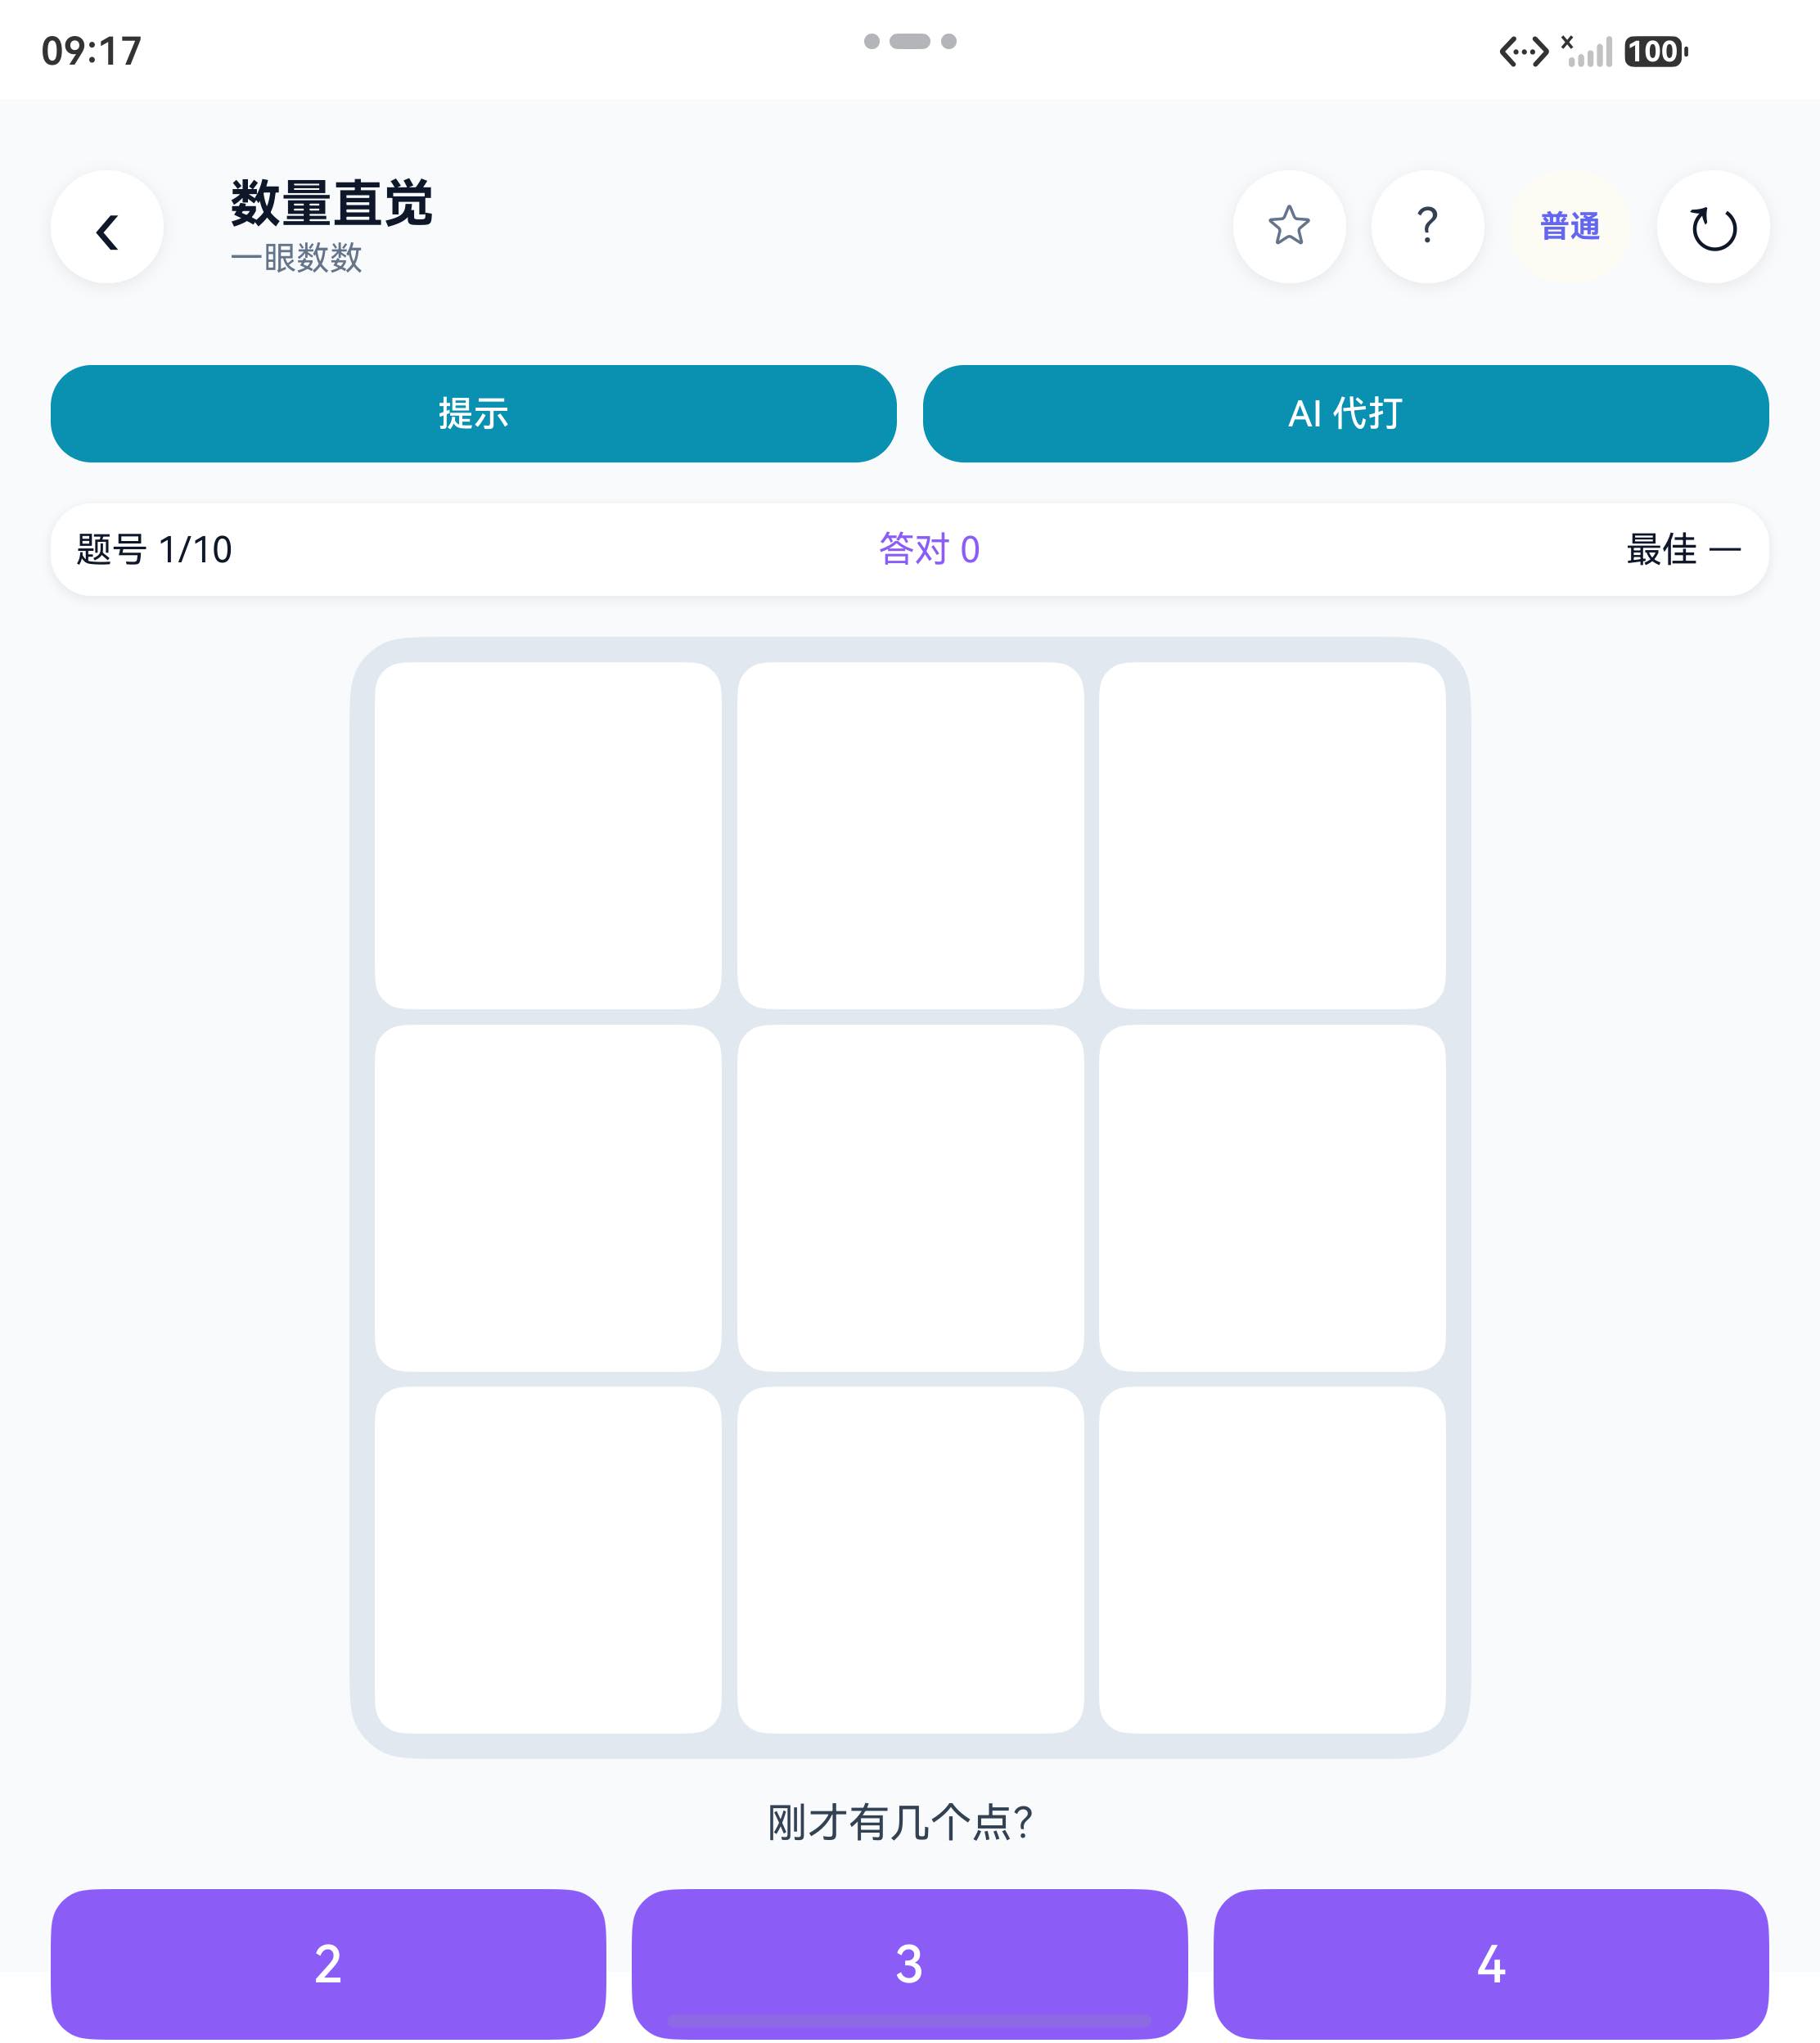 09:17
100
数量直觉
一眼数数
?
普通
提示
AI 代打
题号 1/10
答对 0
最佳 —
刚才有几个点?
2
3
4